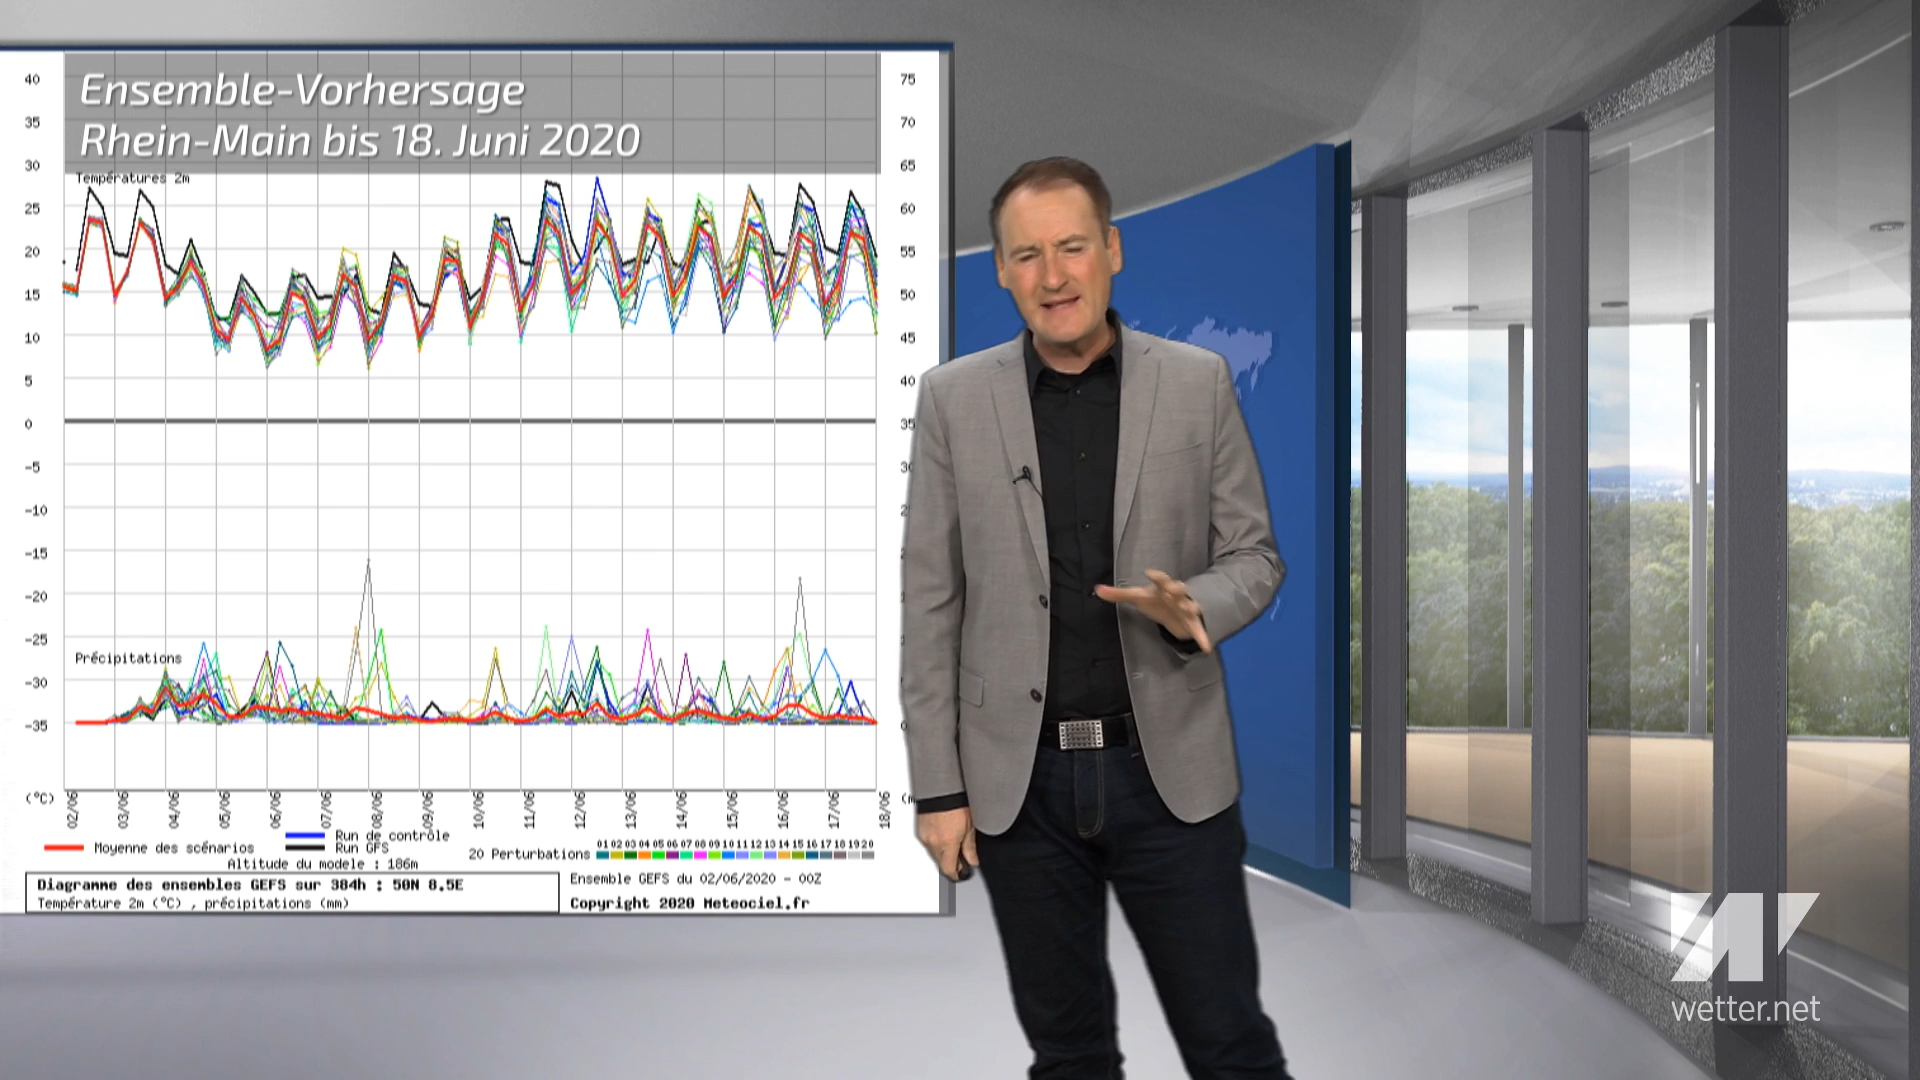 Ensemble-Vorhersage
Rhein-Main bis 18. Juni 2020
Températures 2m
40
35
30
25
20
15
10
5
0
-5
-10
-15
-20
-25
-30
-35
(°C)
75
70
65
60
55
50
45
40
35
Précipitations
02/06
03/06
04/06
05/06
06/06
07/06
08/06
09/06
10/06
11/06
12/06
13/06
14/06
15/06
16/06
17/06
18/06
Run de contrôle
Moyenne des scénarios
Run GFS
Altitude du modele : 186m
20 Perturbations
01 02 03 04 05 06 07 08 09 10 11 12 13 14 15 16 17 18 19 20
Diagramme des ensembles GEFS sur 384h : 50N 8.5E
Température 2m (°C) , précipitations (mm)
Ensemble GEFS du 02/06/2020 - 00Z
Copyright 2020 Meteociel.fr
wetter.net